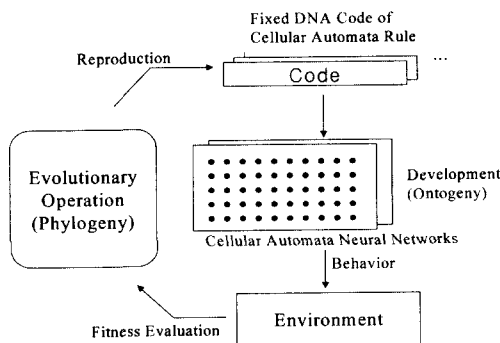 Fixed DNA Code of
Cellular Automata Rule
Reproduction
...
Code
Evolutionary
Operation
(Phylogeny)
Development
(Ontogeny)
Cellular Automata Neural Networks
Behavior
Fitness Evaluation
Environment